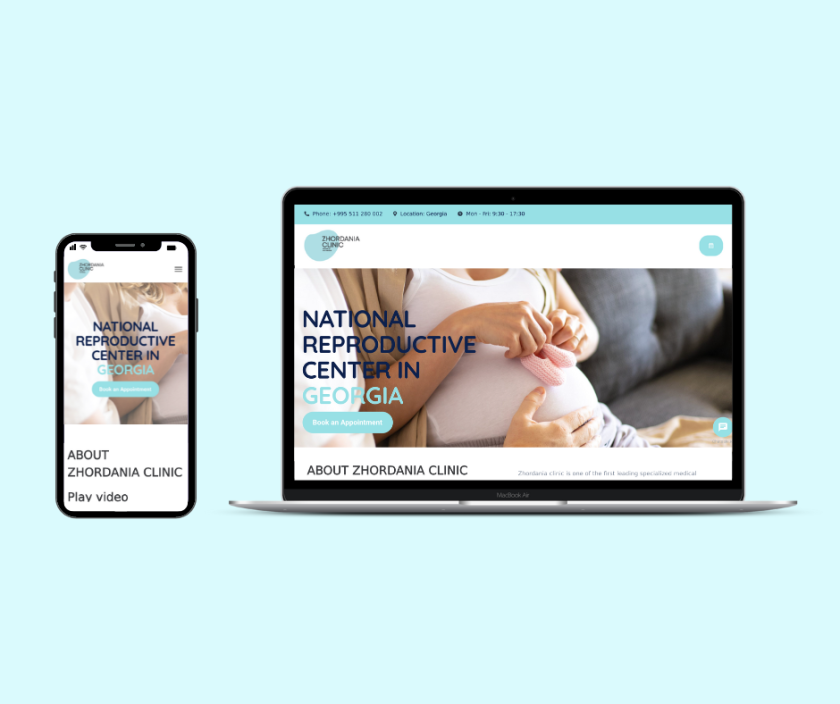 ZHORDANIA
CLINIC
NATIONAL
REPRODUCTIVE
CENTER IN
GEORGIA
Book an Appointment
ABOUT
ZHORDANIA CLINIC
Play video
Phone: +995 511 260 002 Location: Georgia Mon - Fri: 9:30 - 17:30
ZHORDANIA
CLINIC
NATIONAL
REPRODUCTIVE
CENTER IN
GEORGIA
Book an Appointment
ABOUT ZHORDANIA CLINIC
Zhordania clinic is one of the first leading specialized medical
MacBook Air